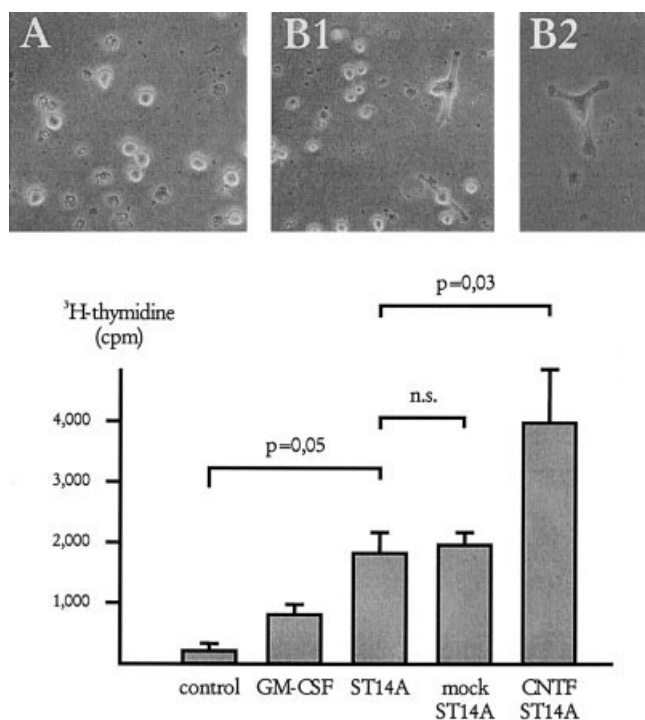 A B1 B2
³H-thymidine
(cpm)
p=0,03
n.s.
p=0,05
4,000
3,000
2,000
1,000
control GM-CSF ST14A mock CNTF
ST14A ST14A